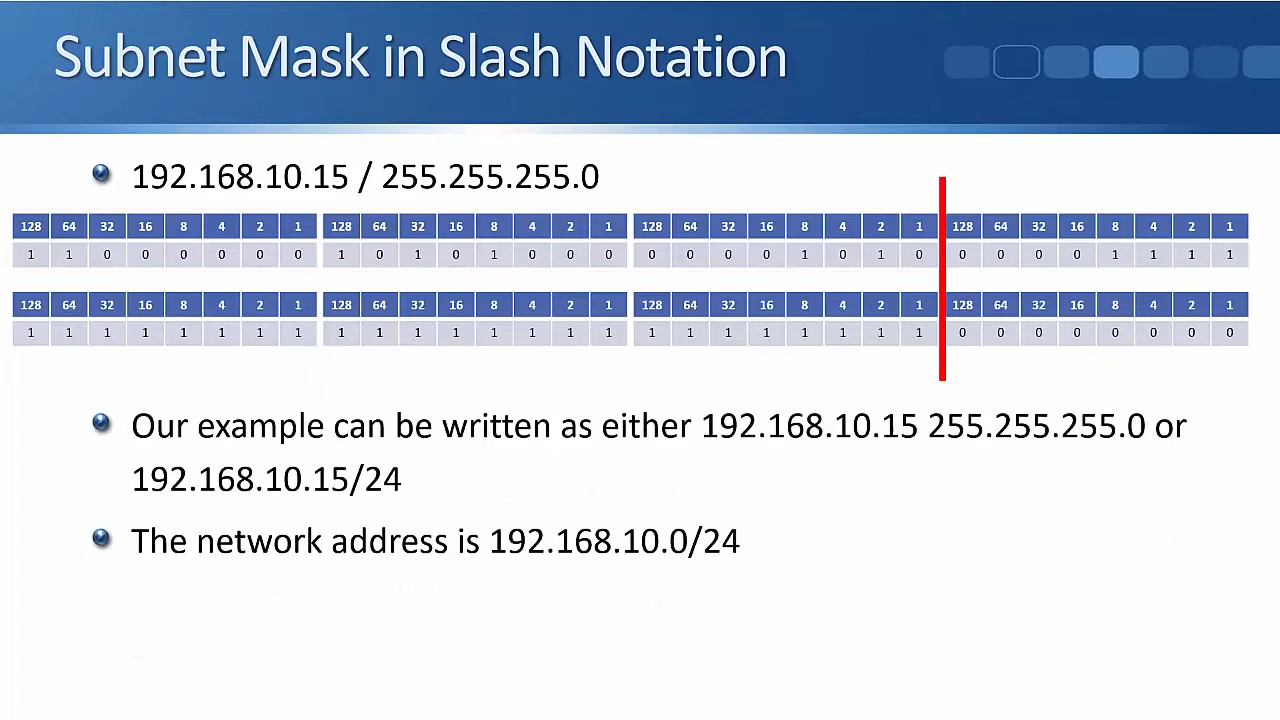 Subnet Mask in Slash Notation
192.168.10.15 / 255.255.255.0
128 64 32 16 8 4 2 1 128 64 32 16 8 4 2 1 128 64 32 16 8 4 2 1 128 64 32 16 8 4 2 1
1 1 0 0 0 0 0 0 1 0 1 0 1 0 0 0 0 0 0 0 1 0 1 0 0 0 0 0 1 1 1 1
128 64 32 16 8 4 2 1 128 64 32 16 8 4 2 1 128 64 32 16 8 4 2 1 128 64 32 16 8 4 2 1
1 1 1 1 1 1 1 1 1 1 1 1 1 1 1 1 1 1 1 1 1 1 1 1 0 0 0 0 0 0 0 0
Our example can be written as either 192.168.10.15 255.255.255.0 or
192.168.10.15/24
The network address is 192.168.10.0/24